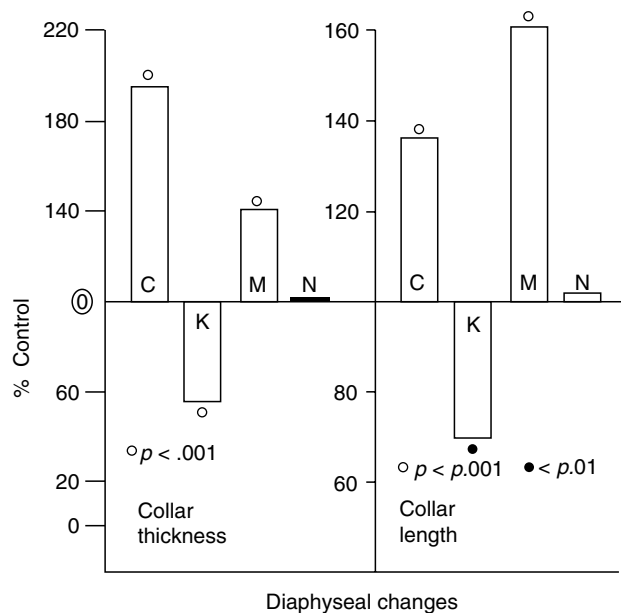 220
180
140
0
60
20
0
% Control
C
K
M
N
p < .001
Collar
thickness
160
140
120
80
60
C
K
M
N
p < p.001
< p.01
Collar
length
Diaphyseal changes